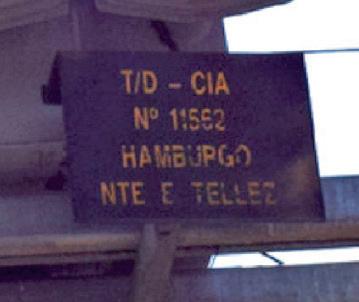 T/D - CIA
Nº 11562
HAMBURGO
NTE E TELLEZ